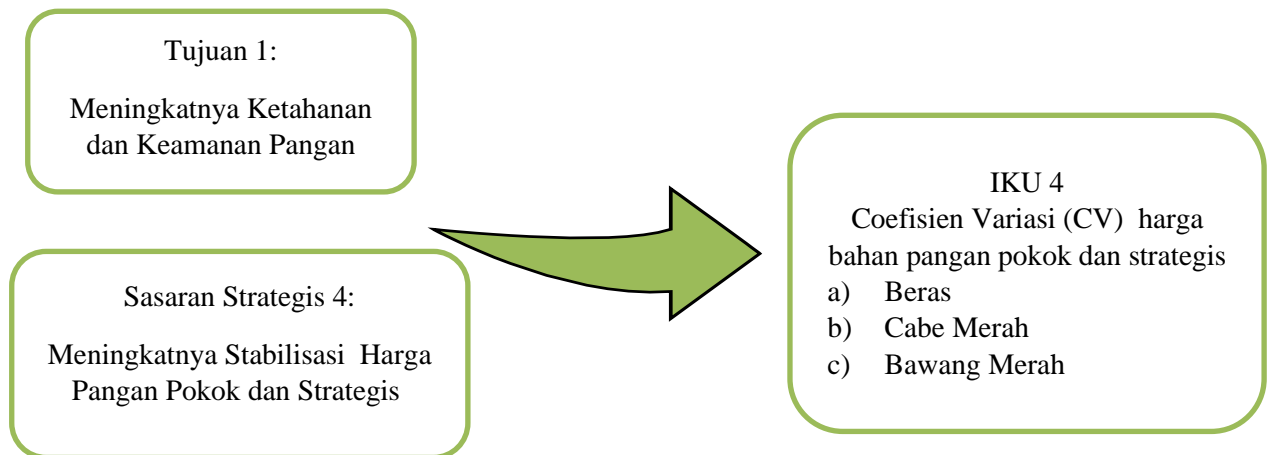 Tujuan 1:
Meningkatnya Ketahanan
dan Keamanan Pangan
Sasaran Strategis 4:
Meningkatnya Stabilisasi Harga
Pangan Pokok dan Strategis
IKU 4
Coefisien Variasi (CV) harga
bahan pangan pokok dan strategis
a) Beras
b) Cabe Merah
c) Bawang Merah